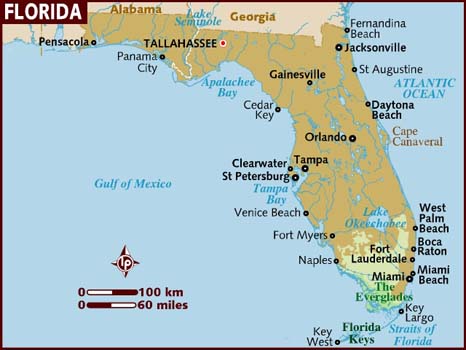 FLORIDA
Alabama
Georgia
Lake
Seminole
Fernandina
Beach
Pensacola
TALLAHASSEE
Jacksonville
Panama
City
St Augustine
Apalachee
Bay
Gainesville
ATLANTIC
OCEAN
Cedar
Key
Daytona
Beach
Orlando
Cape
Canaveral
Clearwater
Tampa
St Petersburg
Gulf of Mexico
Tampa
Bay
Venice Beach
Lake
Okeechobee
West
Palm
Beach
Fort Myers
Boca
Raton
Fort
Lauderdale
Naples
Miami
Beach
Miami
The
Everglades
LP
0
100 km
0
60 miles
Key
Largo
Key
West
Florida
Keys
Straits of
Florida